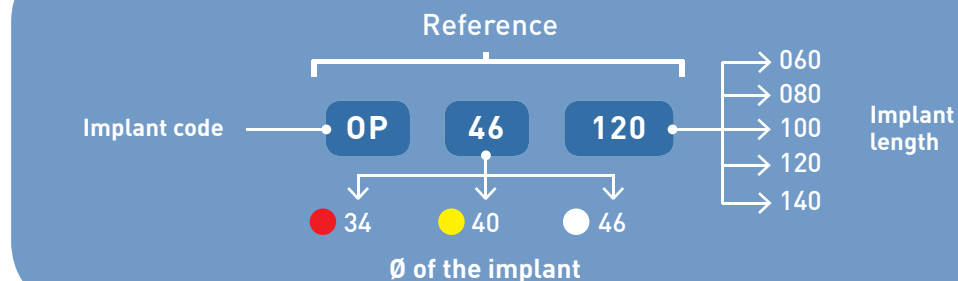 Reference
Implant code
OP 46 120
060
080
100
120
140
Implant
length
34 40 46
Ø of the implant